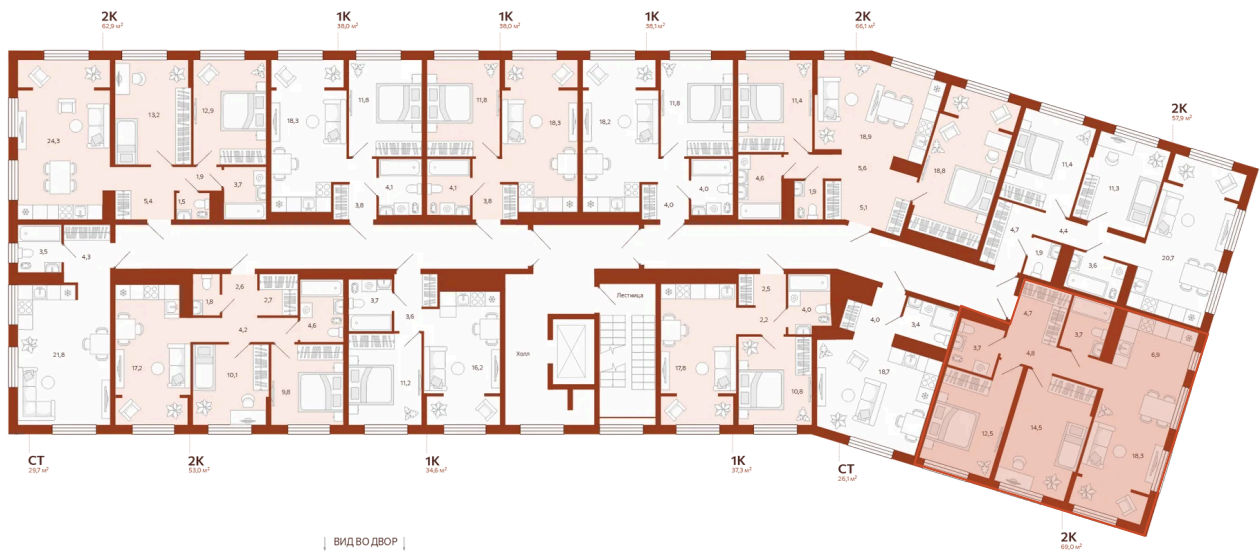 2К
62,9 м²
1К
38,0 м²
1К
38,0 м²
1К
38,1 м²
2К
66,1 м²
2К
57,9 м²
24,3
13,2
12,9
18,3
11,8
11,8
18,3
18,2
11,8
11,4
18,9
18,8
11,4
11,3
20,7
1,9
3,7
1,5
5,4
4,1
3,8
4,1
3,8
4,0
4,0
4,6
1,9
5,6
5,1
4,7
4,4
1,9
3,6
3,5
4,3
1,8
2,6
2,7
4,2
4,6
3,7
3,6
Лестница
Холл
2,5
2,2
4,0
4,0
3,4
4,7
4,8
3,7
3,7
6,9
21,8
17,2
10,1
9,8
11,2
16,2
17,8
10,8
18,7
12,5
14,5
18,3
СТ
29,7 м²
2К
53,0 м²
1К
34,6 м²
1К
37,3 м²
СТ
26,1 м²
2К
69,0 м²
ВИД ВО ДВОР